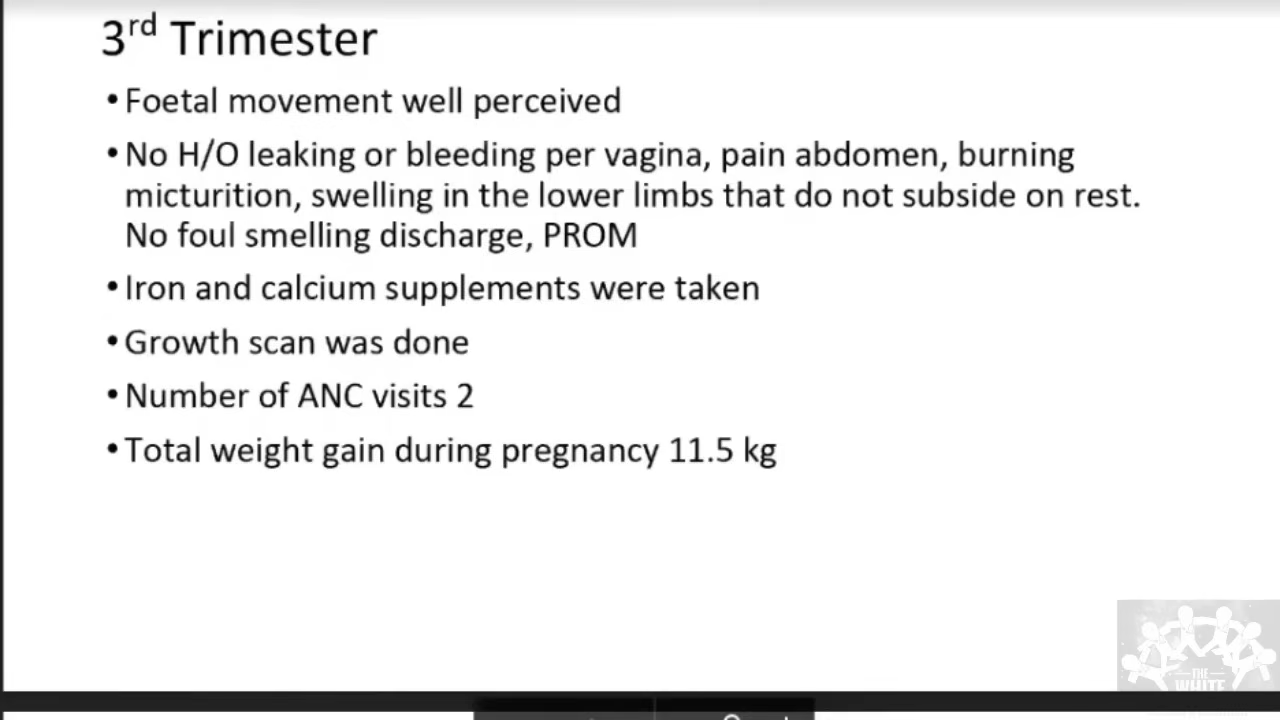 3rd Trimester
• Foetal movement well perceived
• No H/O leaking or bleeding per vagina, pain abdomen, burning
micturition, swelling in the lower limbs that do not subside on rest.
No foul smelling discharge, PROM
• Iron and calcium supplements were taken
• Growth scan was done
• Number of ANC visits 2
• Total weight gain during pregnancy 11.5 kg
THE
WHITE